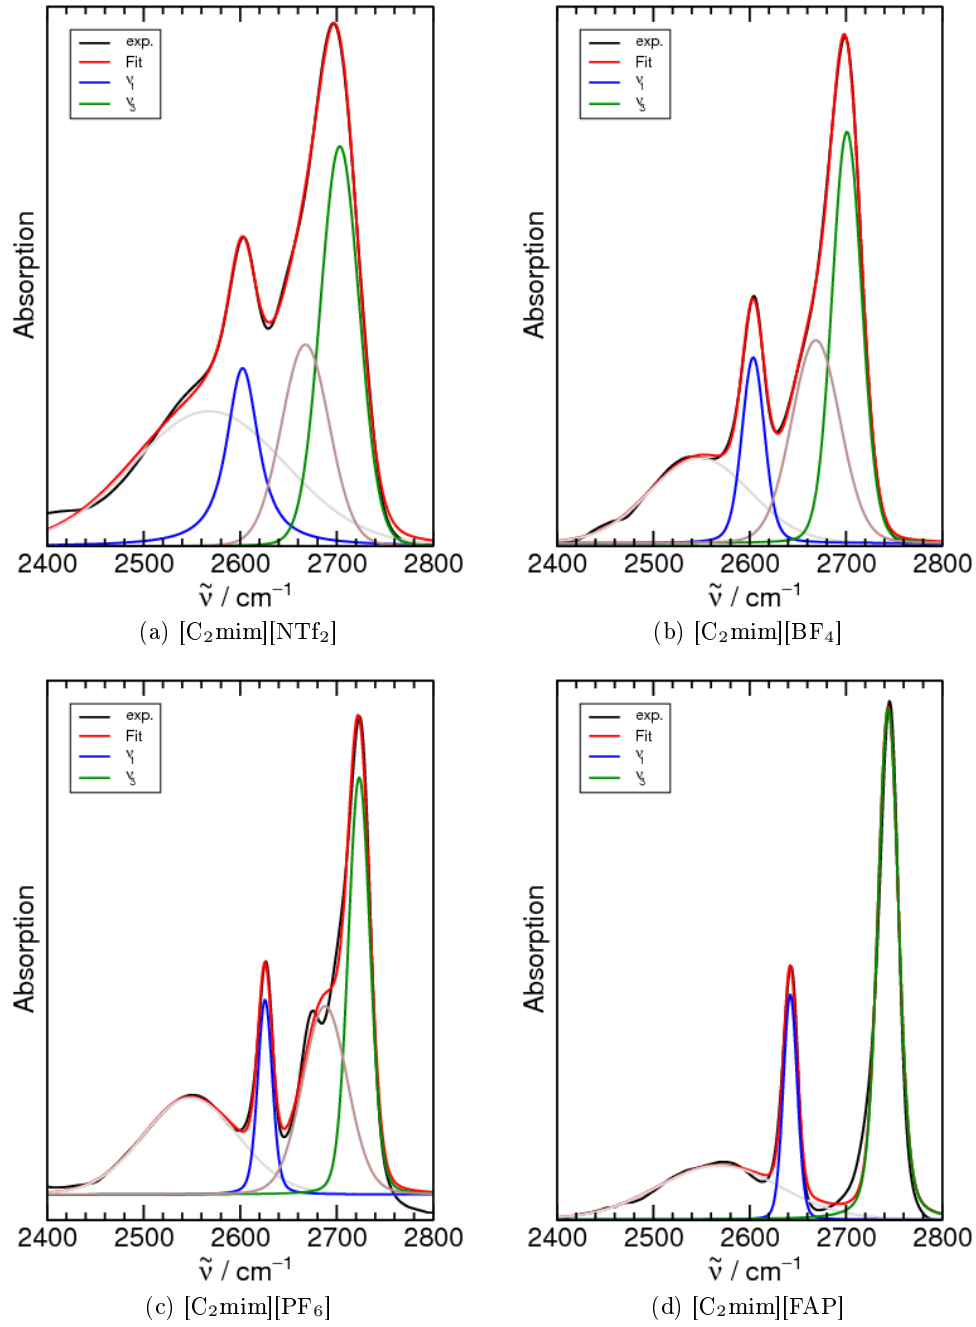 exp.
Fit
ν1
ν3
Absorption
2400 2500 2600 2700 2800
ν̃ / cm⁻¹
(a) [C₂mim][NTf₂]
exp.
Fit
ν1
ν3
Absorption
2400 2500 2600 2700 2800
ν̃ / cm⁻¹
(b) [C₂mim][BF₄]
exp.
Fit
ν1
ν3
Absorption
2400 2500 2600 2700 2800
ν̃ / cm⁻¹
(c) [C₂mim][PF₆]
exp.
Fit
ν1
ν3
Absorption
2400 2500 2600 2700 2800
ν̃ / cm⁻¹
(d) [C₂mim][FAP]